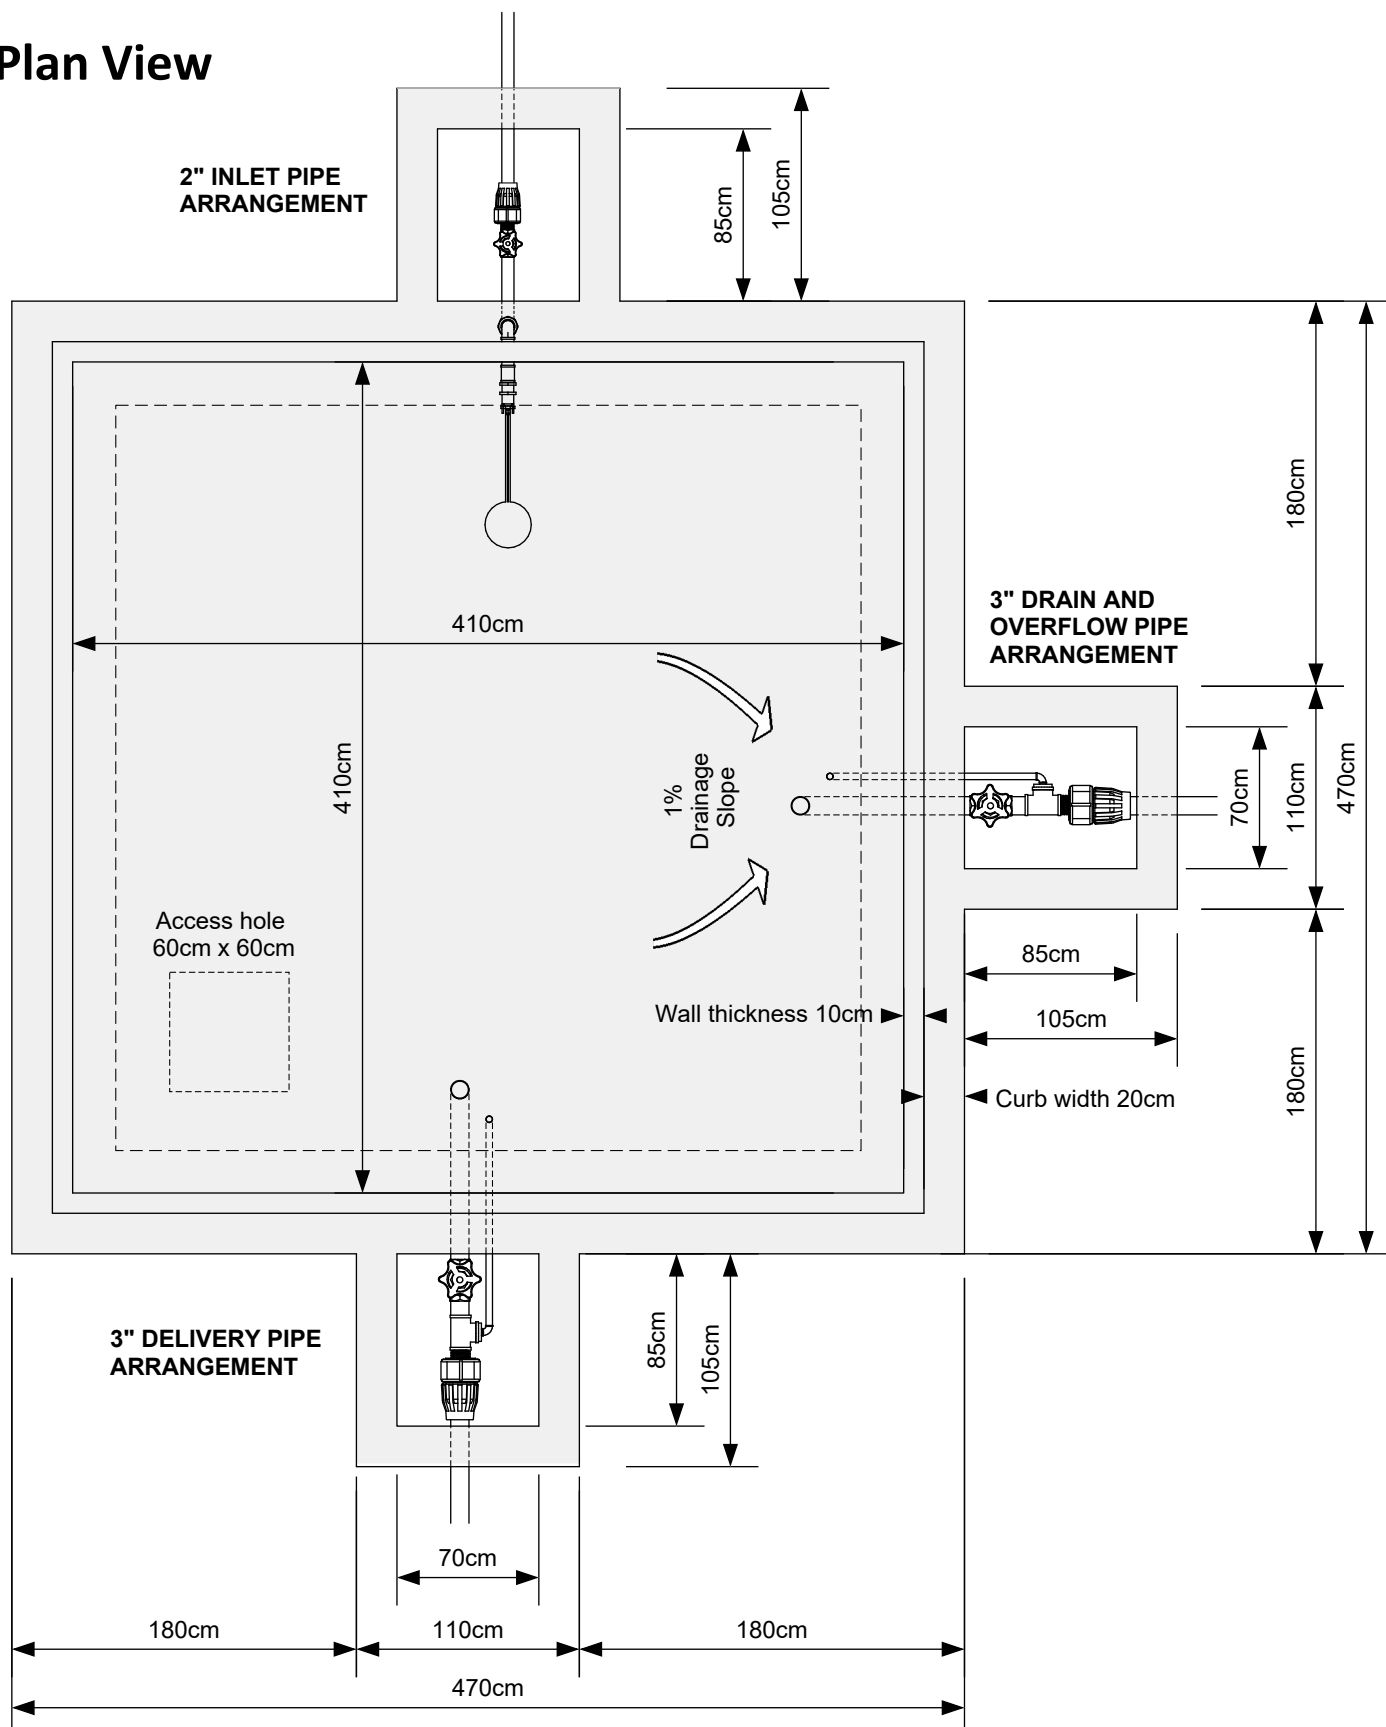 Plan View
2" INLET PIPE
ARRANGEMENT
85cm
105cm
410cm
410cm
180cm
3" DRAIN AND
OVERFLOW PIPE
ARRANGEMENT
1%
Drainage
Slope
70cm
110cm
470cm
Access hole
60cm x 60cm
85cm
Wall thickness 10cm
105cm
Curb width 20cm
180cm
3" DELIVERY PIPE
ARRANGEMENT
85cm
105cm
70cm
180cm
110cm
180cm
470cm